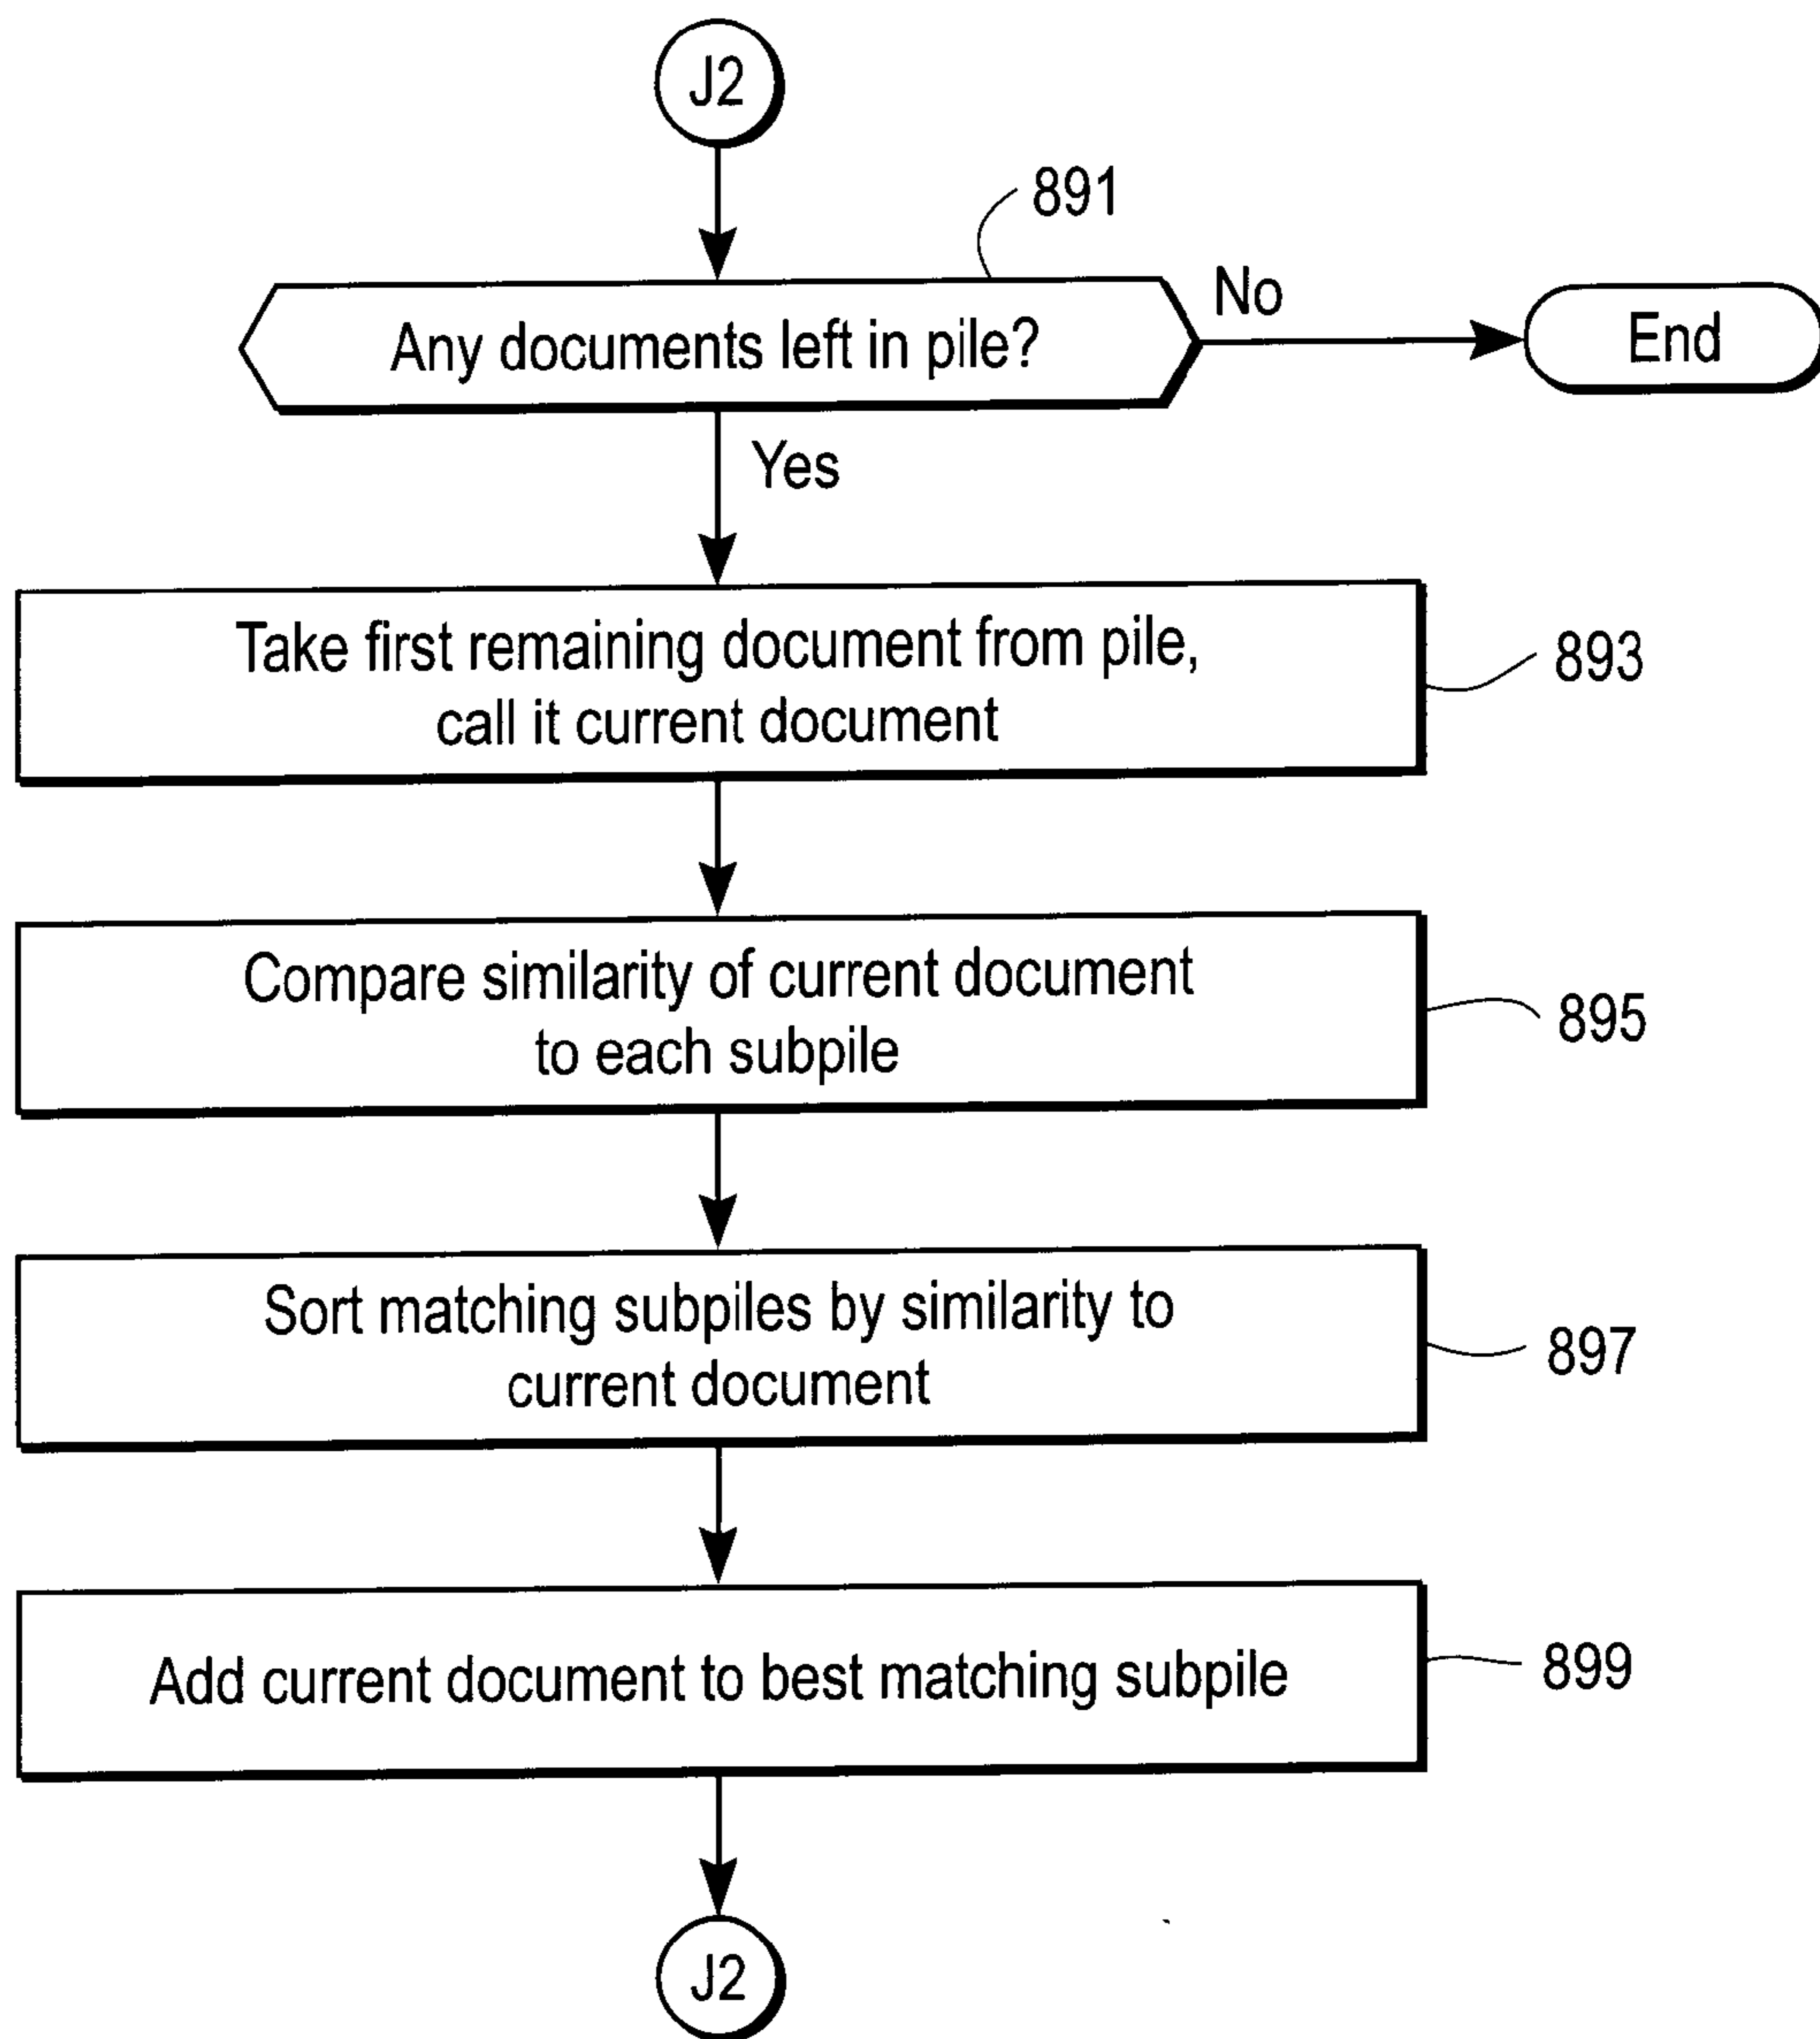 J2
891
Any documents left in pile?
No
End
Yes
Take first remaining document from pile,
call it current document
893
Compare similarity of current document
to each subpile
895
Sort matching subpiles by similarity to
current document
897
Add current document to best matching subpile
899
J2